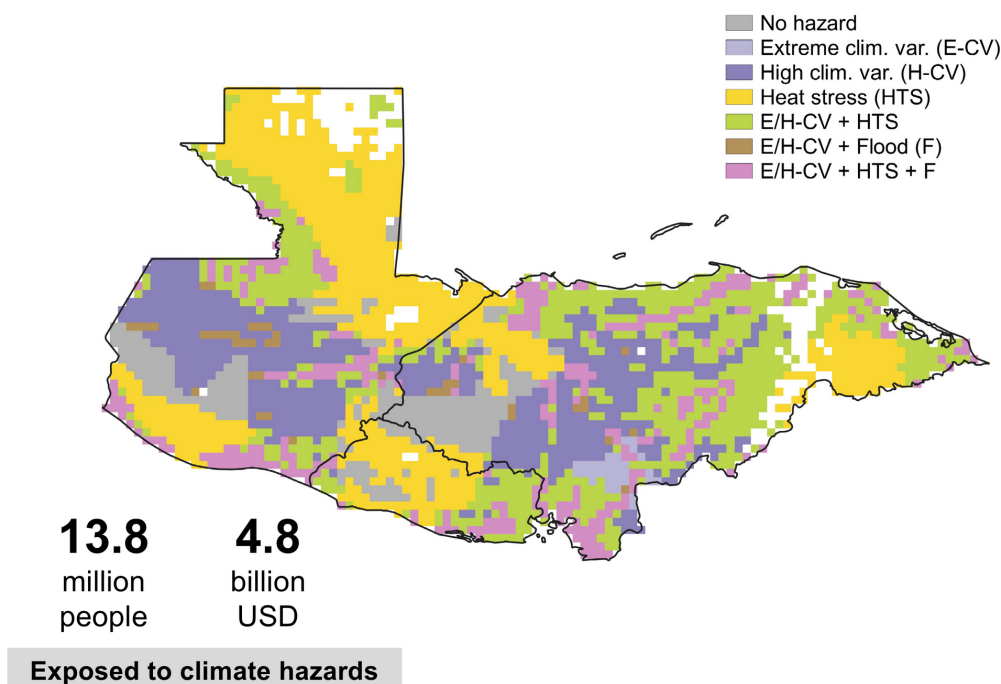 No hazard
Extreme clim. var. (E-CV)
High clim. var. (H-CV)
Heat stress (HTS)
E/H-CV + HTS
E/H-CV + Flood (F)
E/H-CV + HTS + F
13.8 4.8
million billion
people USD
Exposed to climate hazards